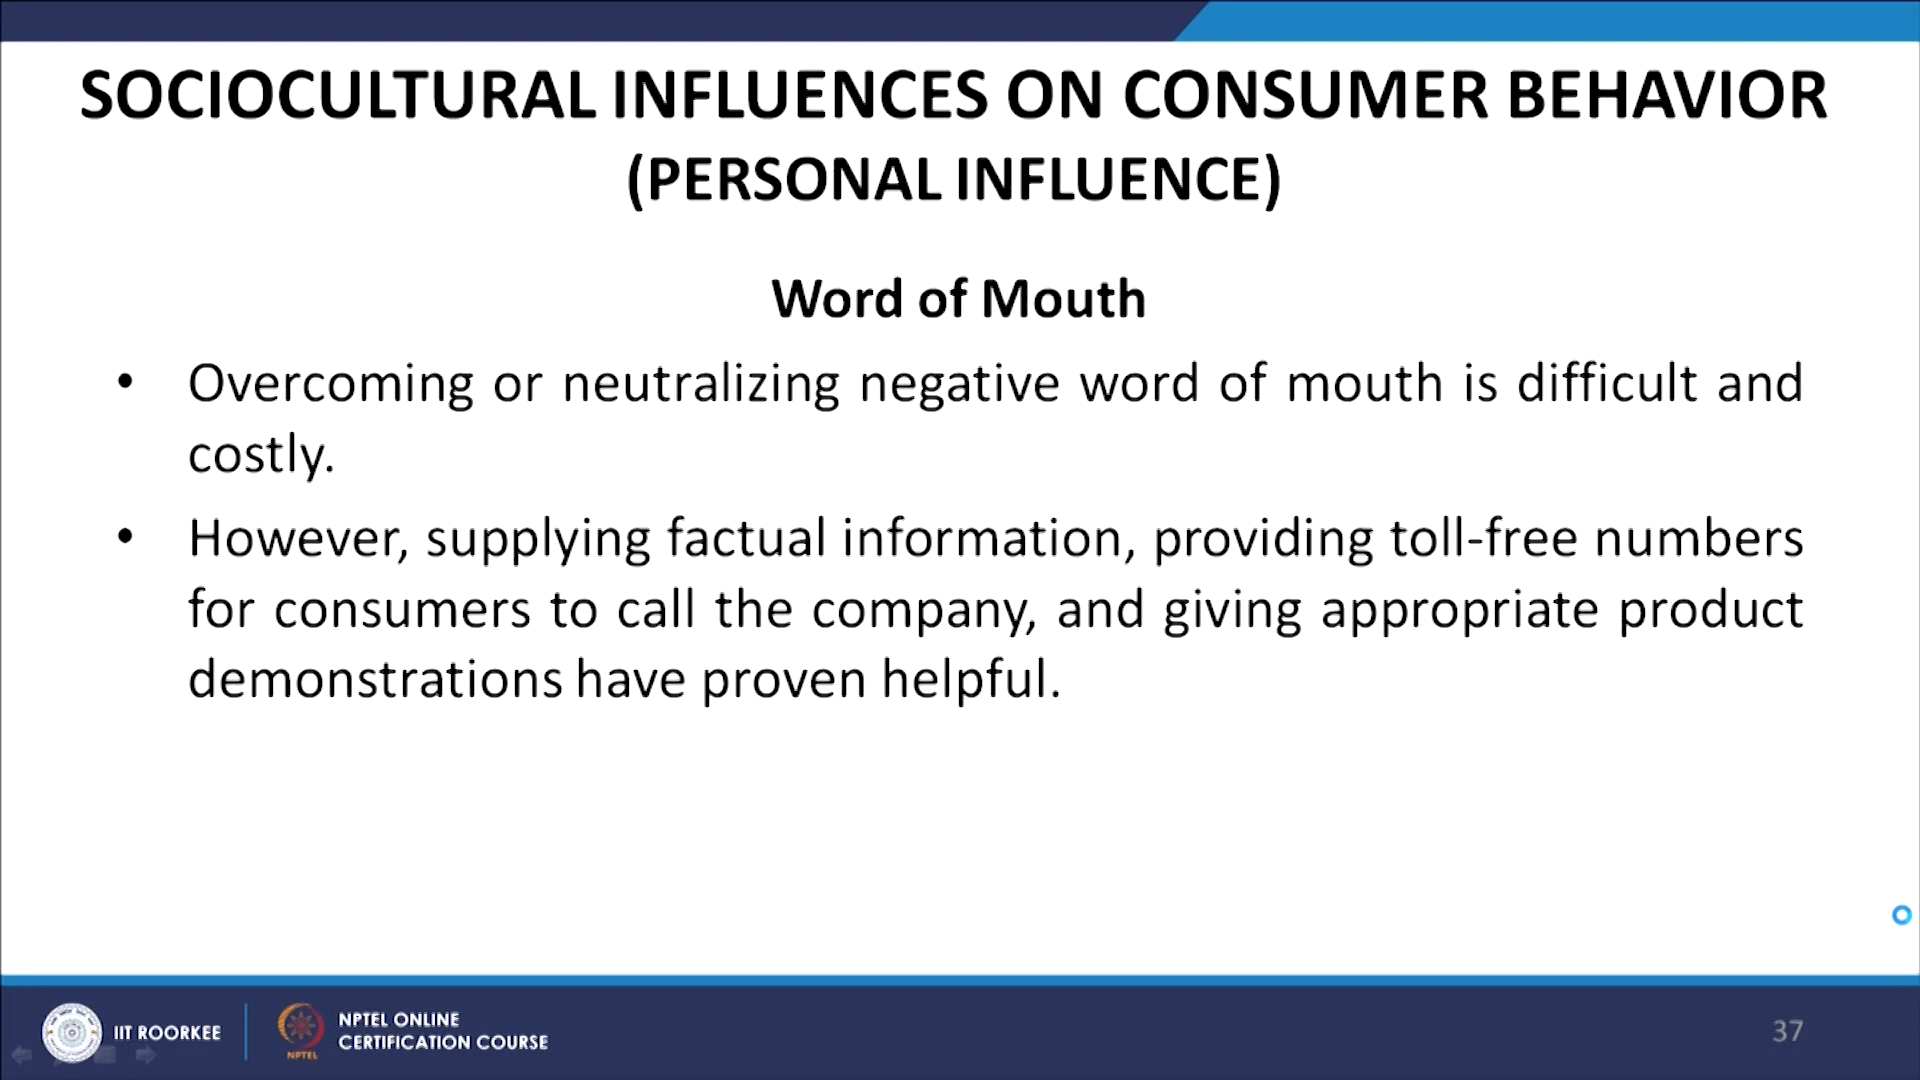 SOCIOCULTURAL INFLUENCES ON CONSUMER BEHAVIOR
(PERSONAL INFLUENCE)
Word of Mouth
• Overcoming or neutralizing negative word of mouth is difficult and
costly.
• However, supplying factual information, providing toll-free numbers
for consumers to call the company, and giving appropriate product
demonstrations have proven helpful.
IIT ROORKEE
NPTEL
NPTEL ONLINE
CERTIFICATION COURSE
37